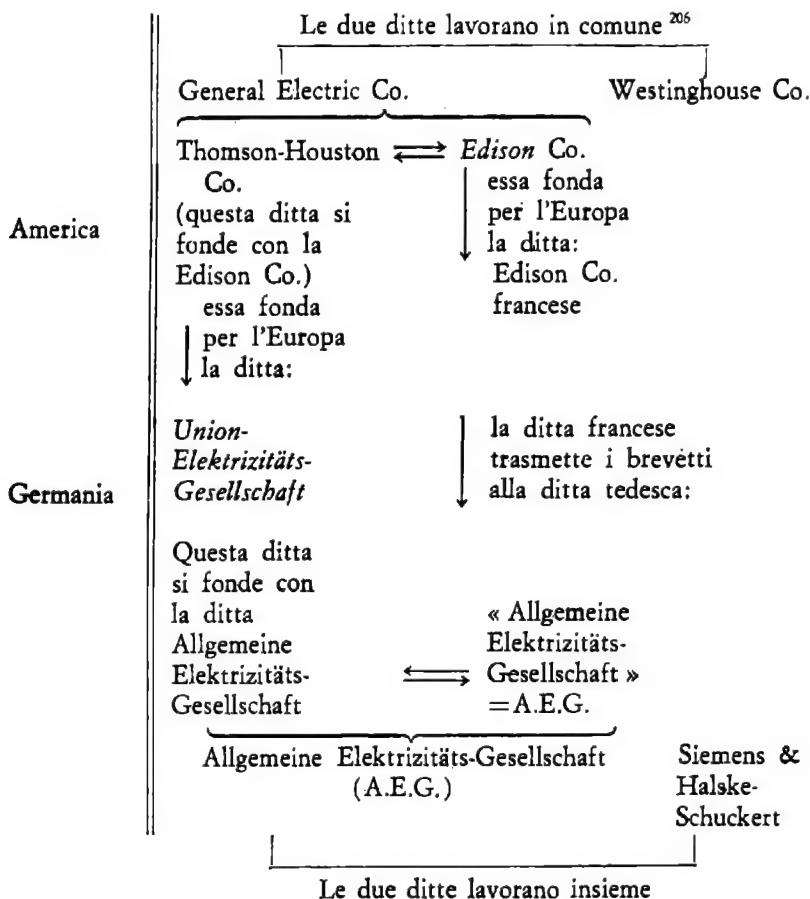 Le due ditte lavorano in comune 206
General Electric Co.
Westinghouse Co.
Thomson-Houston
Co.
(questa ditta si
fonde con la
Edison Co.)
essa fonda
per l'Europa
la ditta:
Edison Co.
essa fonda
per l'Europa
la ditta:
Edison Co.
francese
America
Union-
Elektrizitäts-
Gesellschaft
la ditta francese
trasmette i brevetti
alla ditta tedesca:
Germania
Questa ditta
si fonde con
la ditta
Allgemeine
Elektrizitäts-
Gesellschaft
« Allgemeine
Elektrizitäts-
Gesellschaft »
=A.E.G.
Allgemeine Elektrizitäts-Gesellschaft
(A.E.G.)
Siemens &
Halske-
Schuckert
Le due ditte lavorano insieme